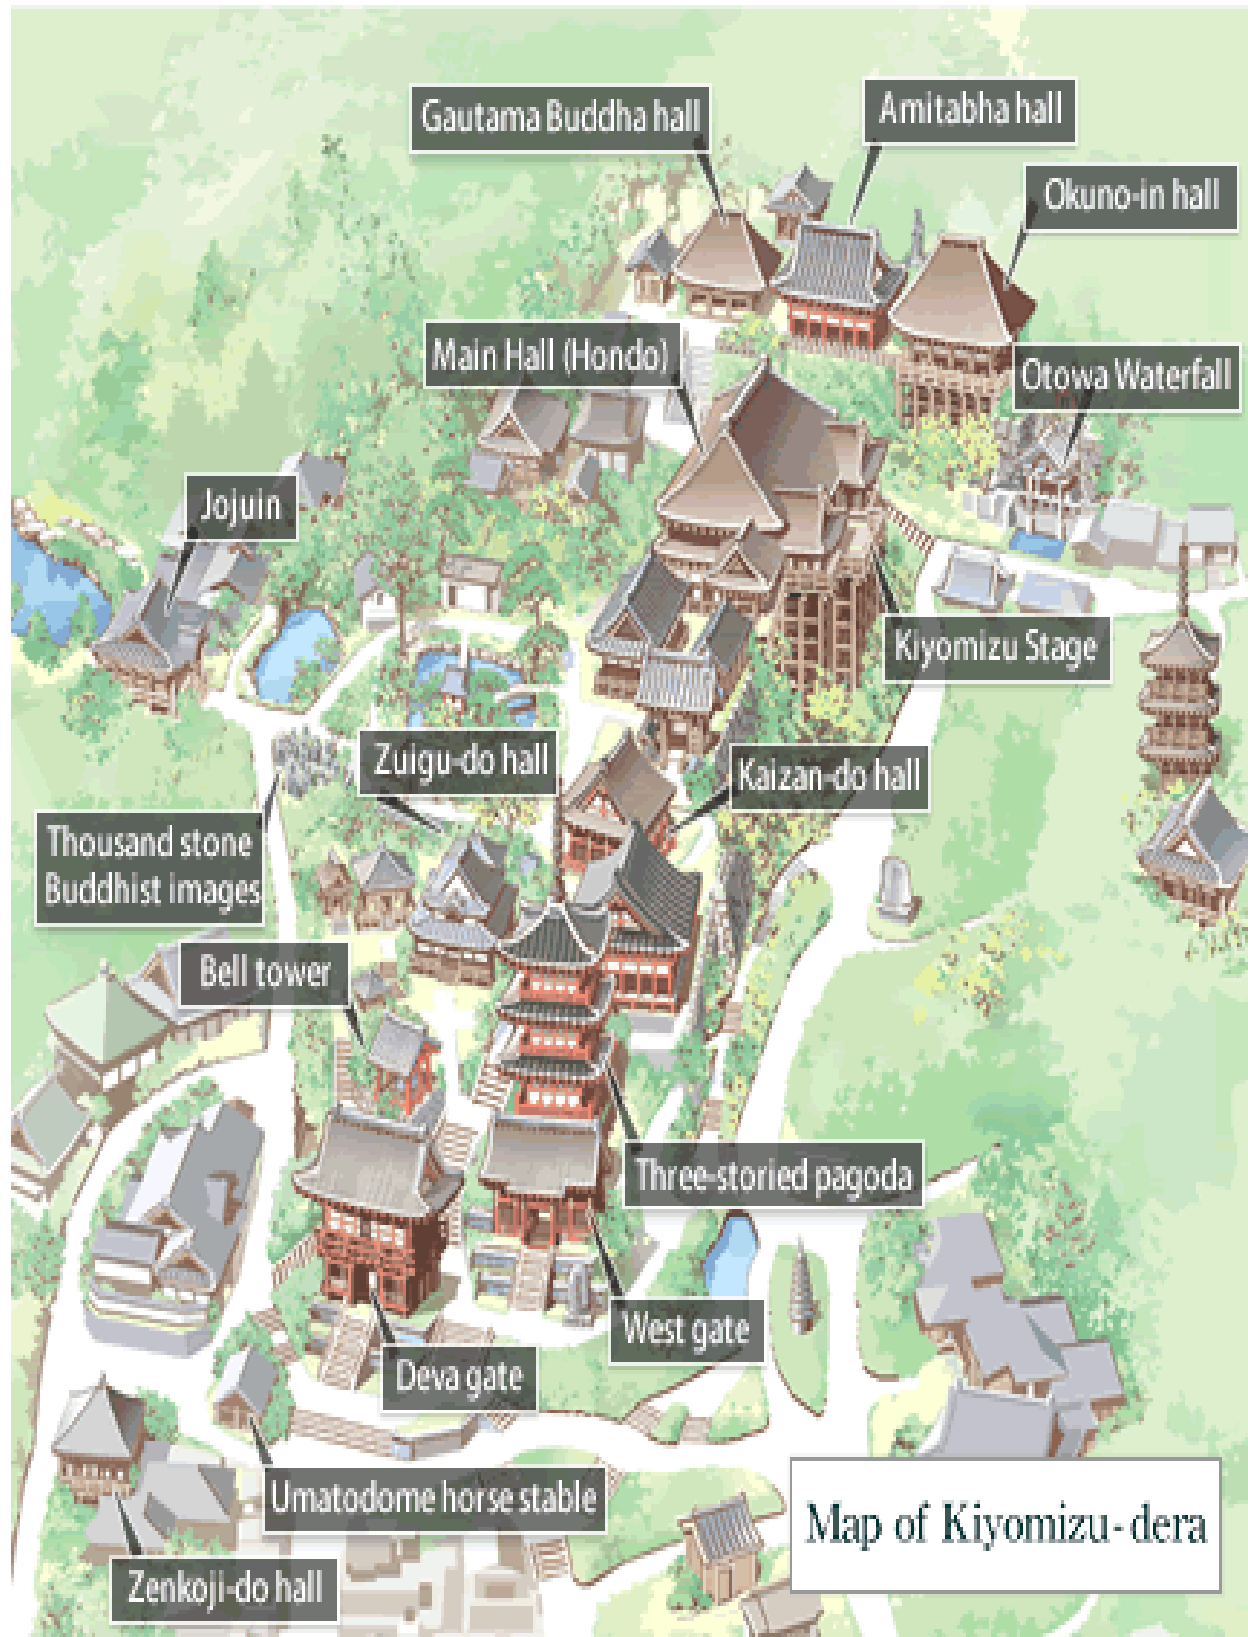 Gautama Buddha hall
Amitabha hall
Okuno-in hall
Main Hall (Hondo)
Otowa Waterfall
Jojuin
Kiyomizu Stage
Zuigu-do hall
Kaizan-do hall
Thousand stone
Buddhist images
Bell tower
Three-storied pagoda
West gate
Deva gate
Umatodome horse stable
Zenkoji-do hall
Map of Kiyomizu-dera